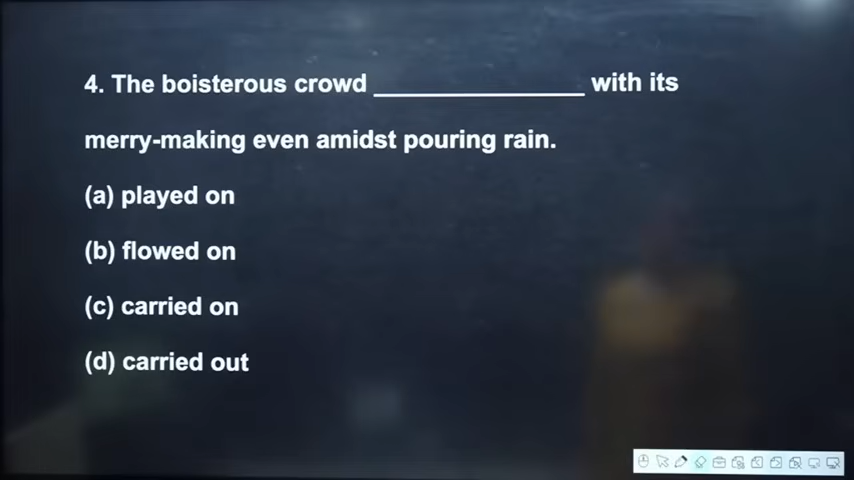 4. The boisterous crowd _______________ with its
merry-making even amidst pouring rain.
(a) played on
(b) flowed on
(c) carried on
(d) carried out